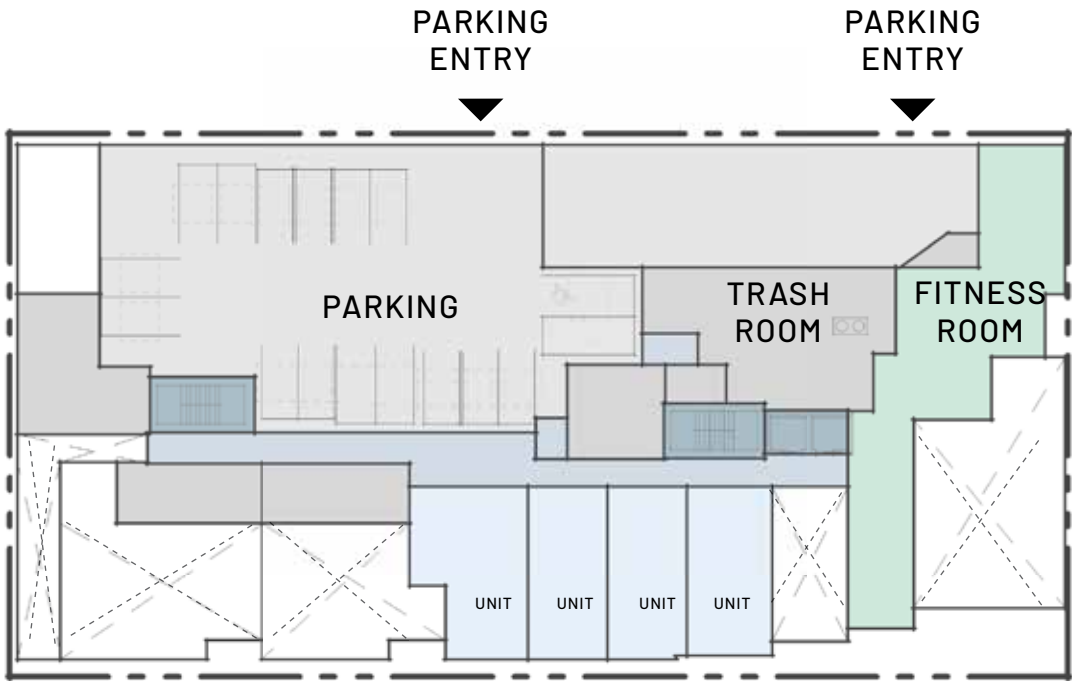 PARKING
ENTRY
PARKING
ENTRY
PARKING
TRASH
ROOM
FITNESS
ROOM
UNIT
UNIT
UNIT
UNIT